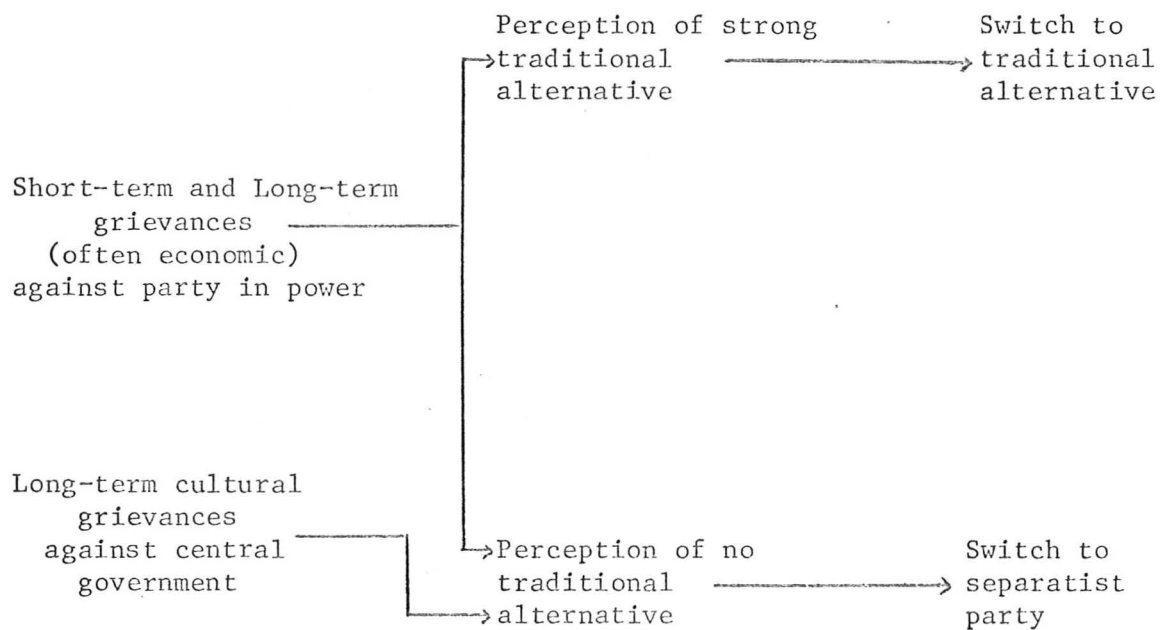 Perception of strong
traditional
alternative
Switch to
traditional
alternative
Short-term and Long-term
grievances
(often economic)
against party in power
Long-term cultural
grievances
against central
government
Perception of no
traditional
alternative
Switch to
separatist
party